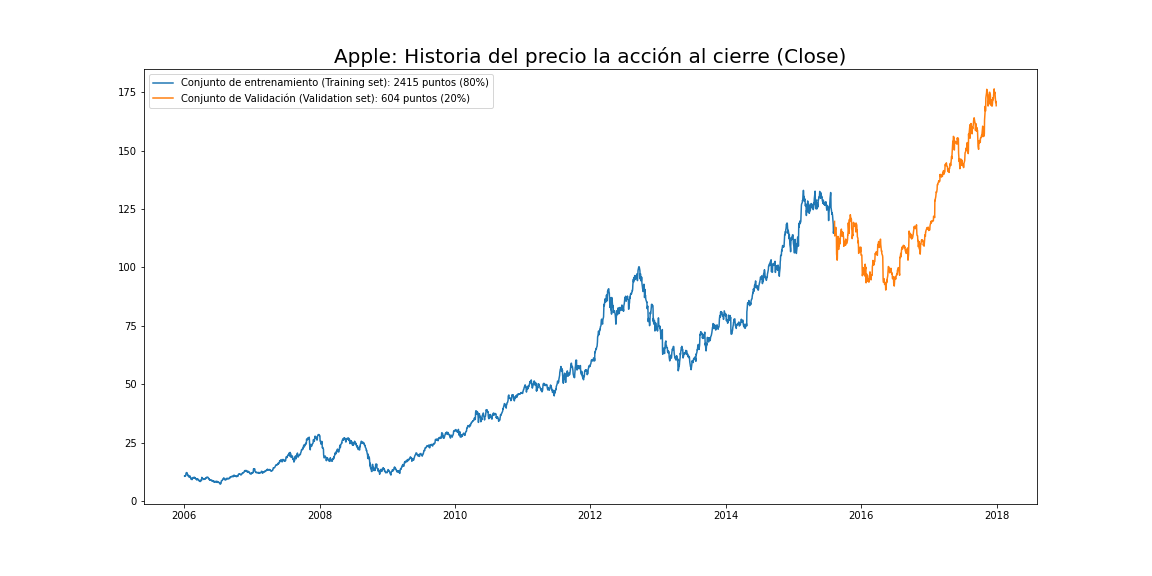 Apple: Historia del precio la acción al cierre (Close)
Conjunto de entrenamiento (Training set): 2415 puntos (80%)
Conjunto de Validación (Validation set): 604 puntos (20%)
175
150
125
100
75
50
25
0
2006 2008 2010 2012 2014 2016 2018